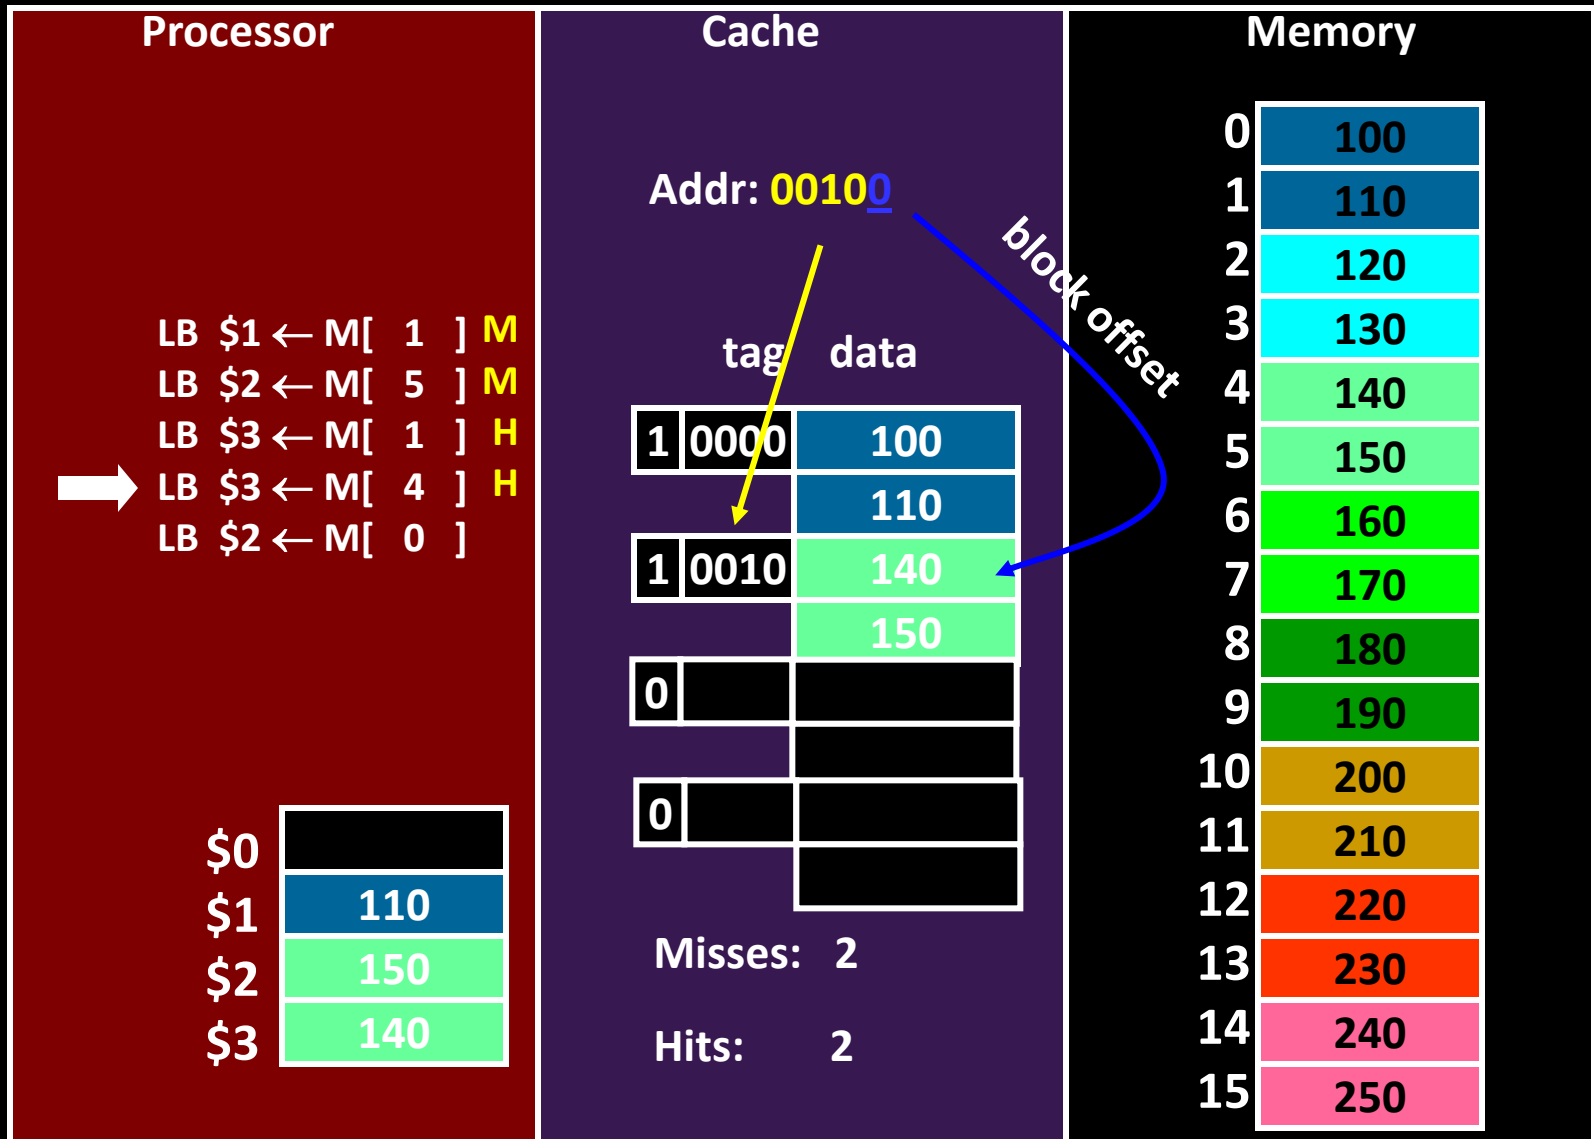 Processor
LB $1 ← M[ 1 ] M
LB $2 ← M[ 5 ] M
LB $3 ← M[ 1 ] H
LB $3 ← M[ 4 ] H
LB $2 ← M[ 0 ]
$0
$1 110
$2 150
$3 140
Cache
Addr: 00100
block offset
tag data
1 0000 100
110
1 0010 140
150
0
0
Misses: 2
Hits: 2
Memory
0 100
1 110
2 120
3 130
4 140
5 150
6 160
7 170
8 180
9 190
10 200
11 210
12 220
13 230
14 240
15 250